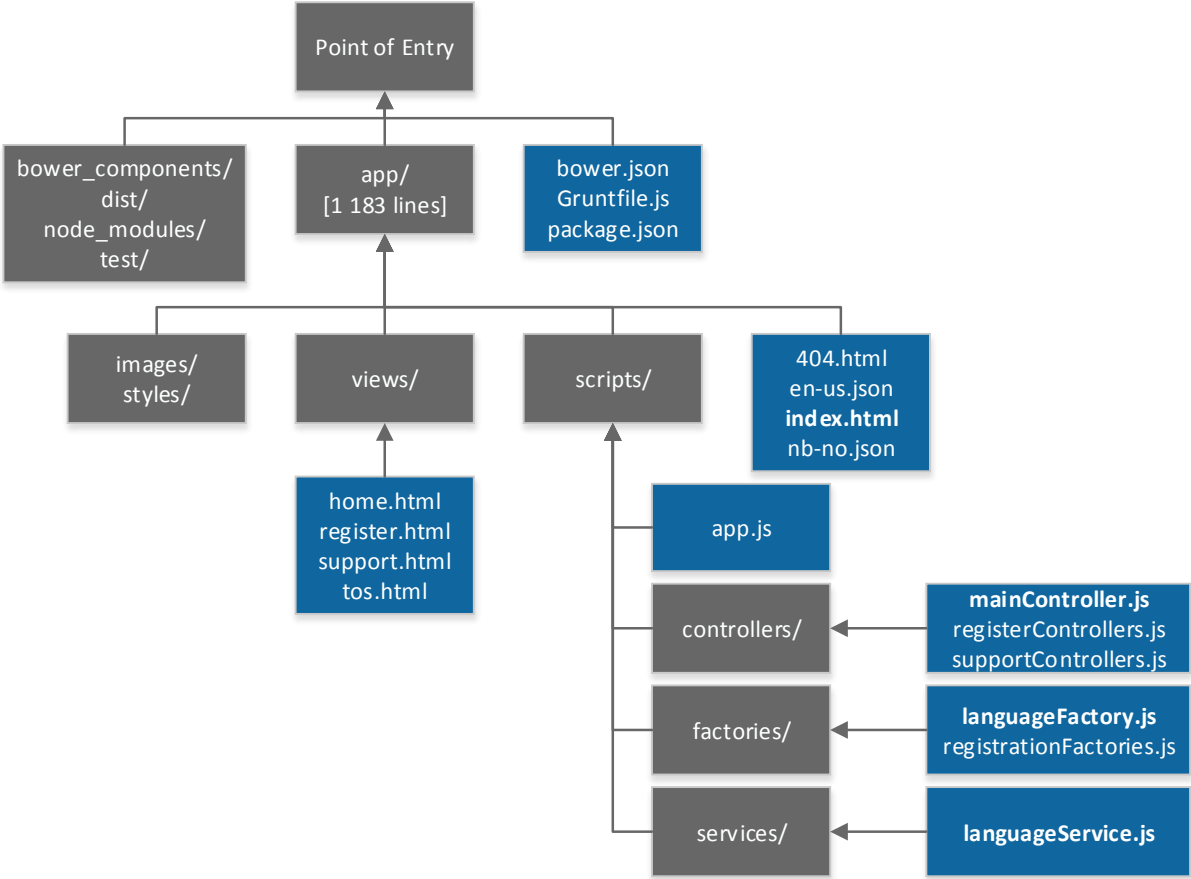 Point of Entry
bower_components/
dist/
node_modules/
test/
app/
[1 183 lines]
bower.json
Gruntfile.js
package.json
images/
styles/
views/
scripts/
404.html
en-us.json
index.html
nb-no.json
home.html
register.html
support.html
tos.html
app.js
controllers/
mainController.js
registerControllers.js
supportControllers.js
factories/
languageFactory.js
registrationFactories.js
services/
languageService.js